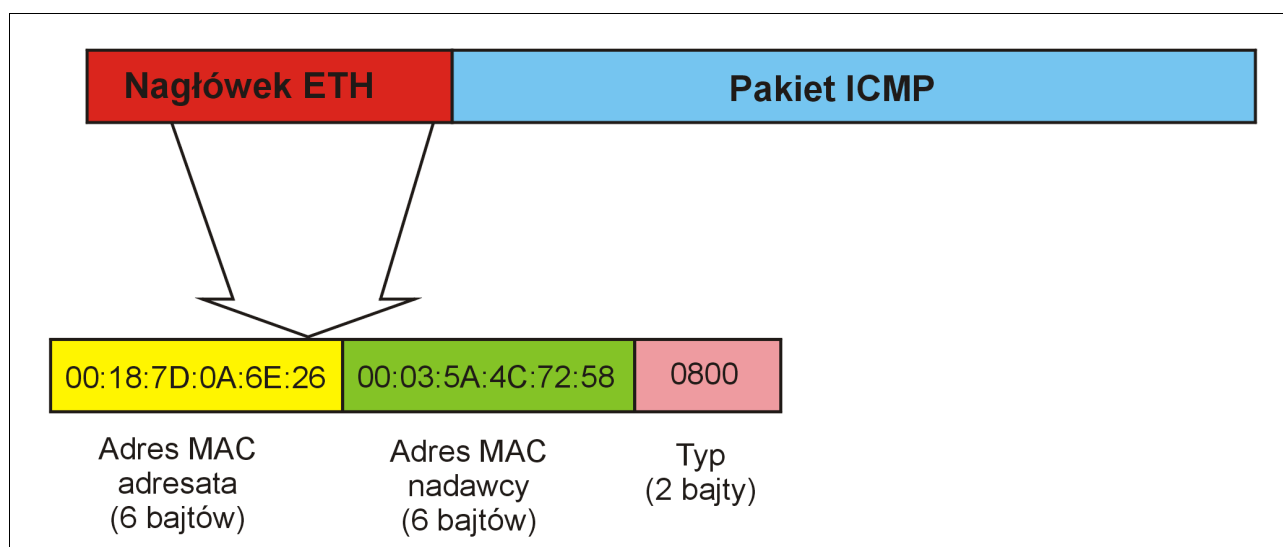 Nagłówek ETH
Pakiet ICMP
00:18:7D:0A:6E:26
00:03:5A:4C:72:58
0800
Adres MAC
adresata
(6 bajtów)
Adres MAC
nadawcy
(6 bajtów)
Typ
(2 bajty)